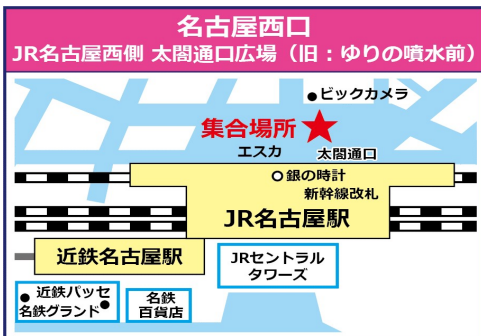 名古屋西口
JR名古屋西側 太閤通口広場（旧：ゆりの噴水前）
ビックカメラ
集合場所
エスカ
太閤通口
銀の時計
新幹線改札
JR名古屋駅
近鉄名古屋駅
JRセントラル
タワーズ
近鉄パッセ
名鉄グランド
名鉄
百貨店